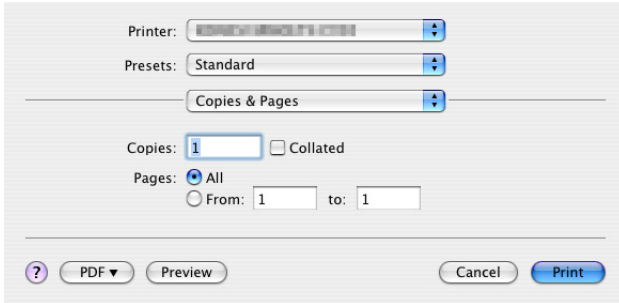 Printer:
Presets: Standard
Copies & Pages
Copies: 1 Collated
Pages: All
From: 1 to: 1
? PDF▼ Preview Cancel Print